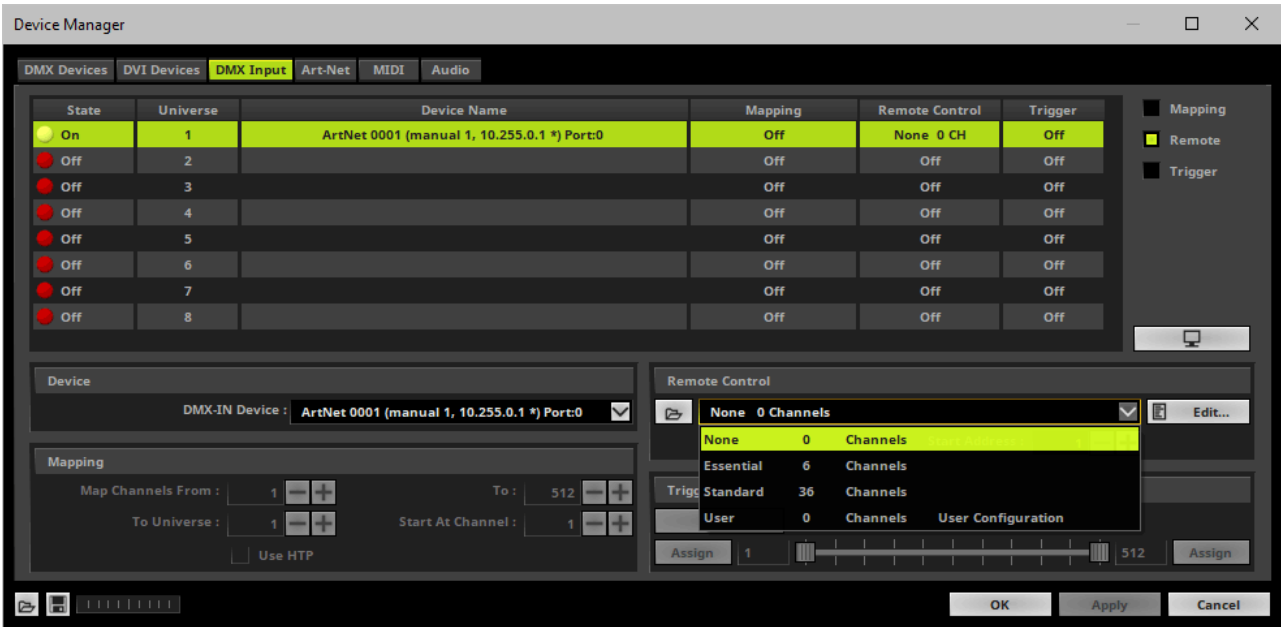 Device Manager
DMX Devices DVI Devices DMX Input Art-Net MIDI Audio
State Universe Device Name Mapping Remote Control Trigger
On 1 ArtNet 0001 (manual 1, 10.255.0.1 *) Port:0 Off None 0 CH Off
Off 2 Off Off Off
Off 3 Off Off Off
Off 4 Off Off Off
Off 5 Off Off Off
Off 6 Off Off Off
Off 7 Off Off Off
Off 8 Off Off Off
Mapping
Remote
Trigger
Device
DMX-IN Device : ArtNet 0001 (manual 1, 10.255.0.1 *) Port:0
Mapping
Map Channels From : 1 To : 512
To Universe : 1 Start At Channel : 1
Use HTP
Remote Control
None 0 Channels Edit...
None 0 Channels
Essential 6 Channels
Standard 36 Channels
User 0 Channels User Configuration
Assign 1 512 Assign
OK Apply Cancel